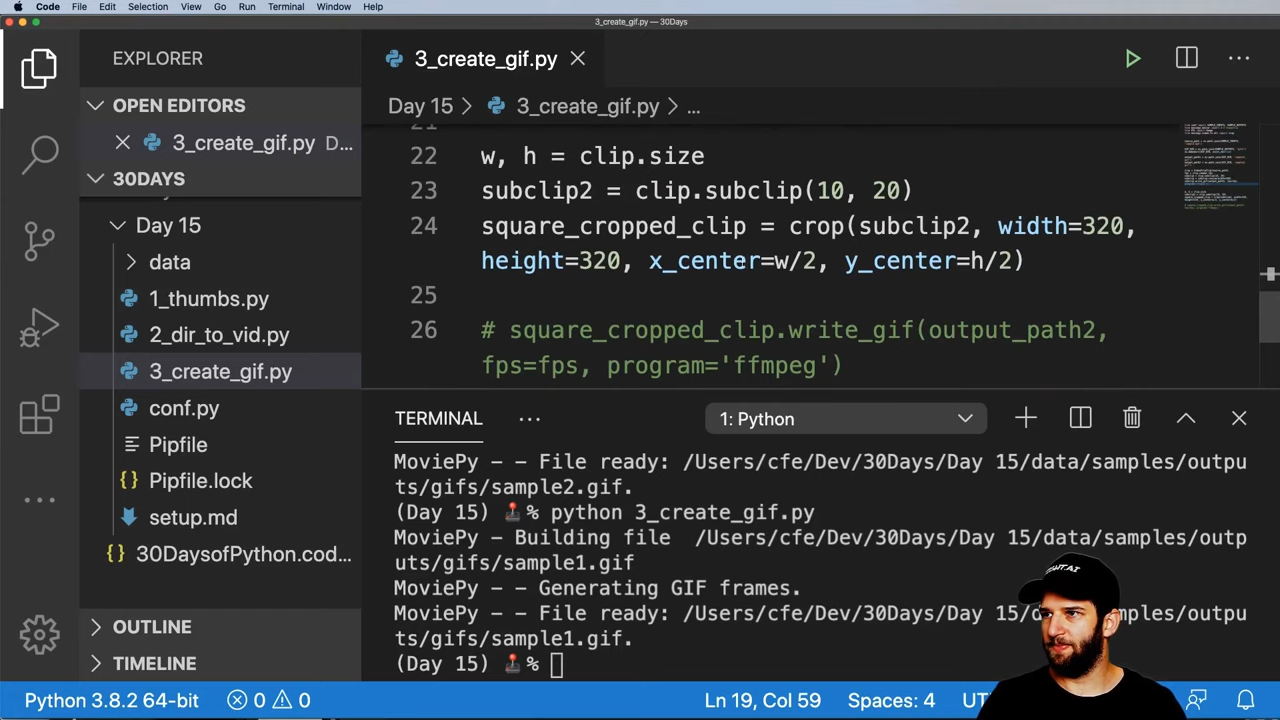 Code File Edit Selection View Go Run Terminal Window Help
3_create_gif.py — 30Days
EXPLORER
OPEN EDITORS
3_create_gif.py D...
30DAYS
Day 15
data
1_thumbs.py
2_dir_to_vid.py
3_create_gif.py
conf.py
Pipfile
Pipfile.lock
setup.md
30DaysofPython.cod...
OUTLINE
TIMELINE
3_create_gif.py
Day 15 > 3_create_gif.py > ...
21
22 w, h = clip.size
23 subclip2 = clip.subclip(10, 20)
24 square_cropped_clip = crop(subclip2, width=320,
height=320, x_center=w/2, y_center=h/2)
25
26 # square_cropped_clip.write_gif(output_path2,
fps=fps, program='ffmpeg')
TERMINAL ... 1: Python
MoviePy - - File ready: /Users/cfe/Dev/30Days/Day 15/data/samples/outpu
ts/gifs/sample2.gif.
(Day 15) % python 3_create_gif.py
MoviePy - Building file /Users/cfe/Dev/30Days/Day 15/data/samples/outp
uts/gifs/sample1.gif
MoviePy - - Generating GIF frames.
MoviePy - - File ready: /Users/cfe/Dev/30Days/Day 15/data/samples/outpu
ts/gifs/sample1.gif.
(Day 15) %
Python 3.8.2 64-bit 0 0 Ln 19, Col 59 Spaces: 4